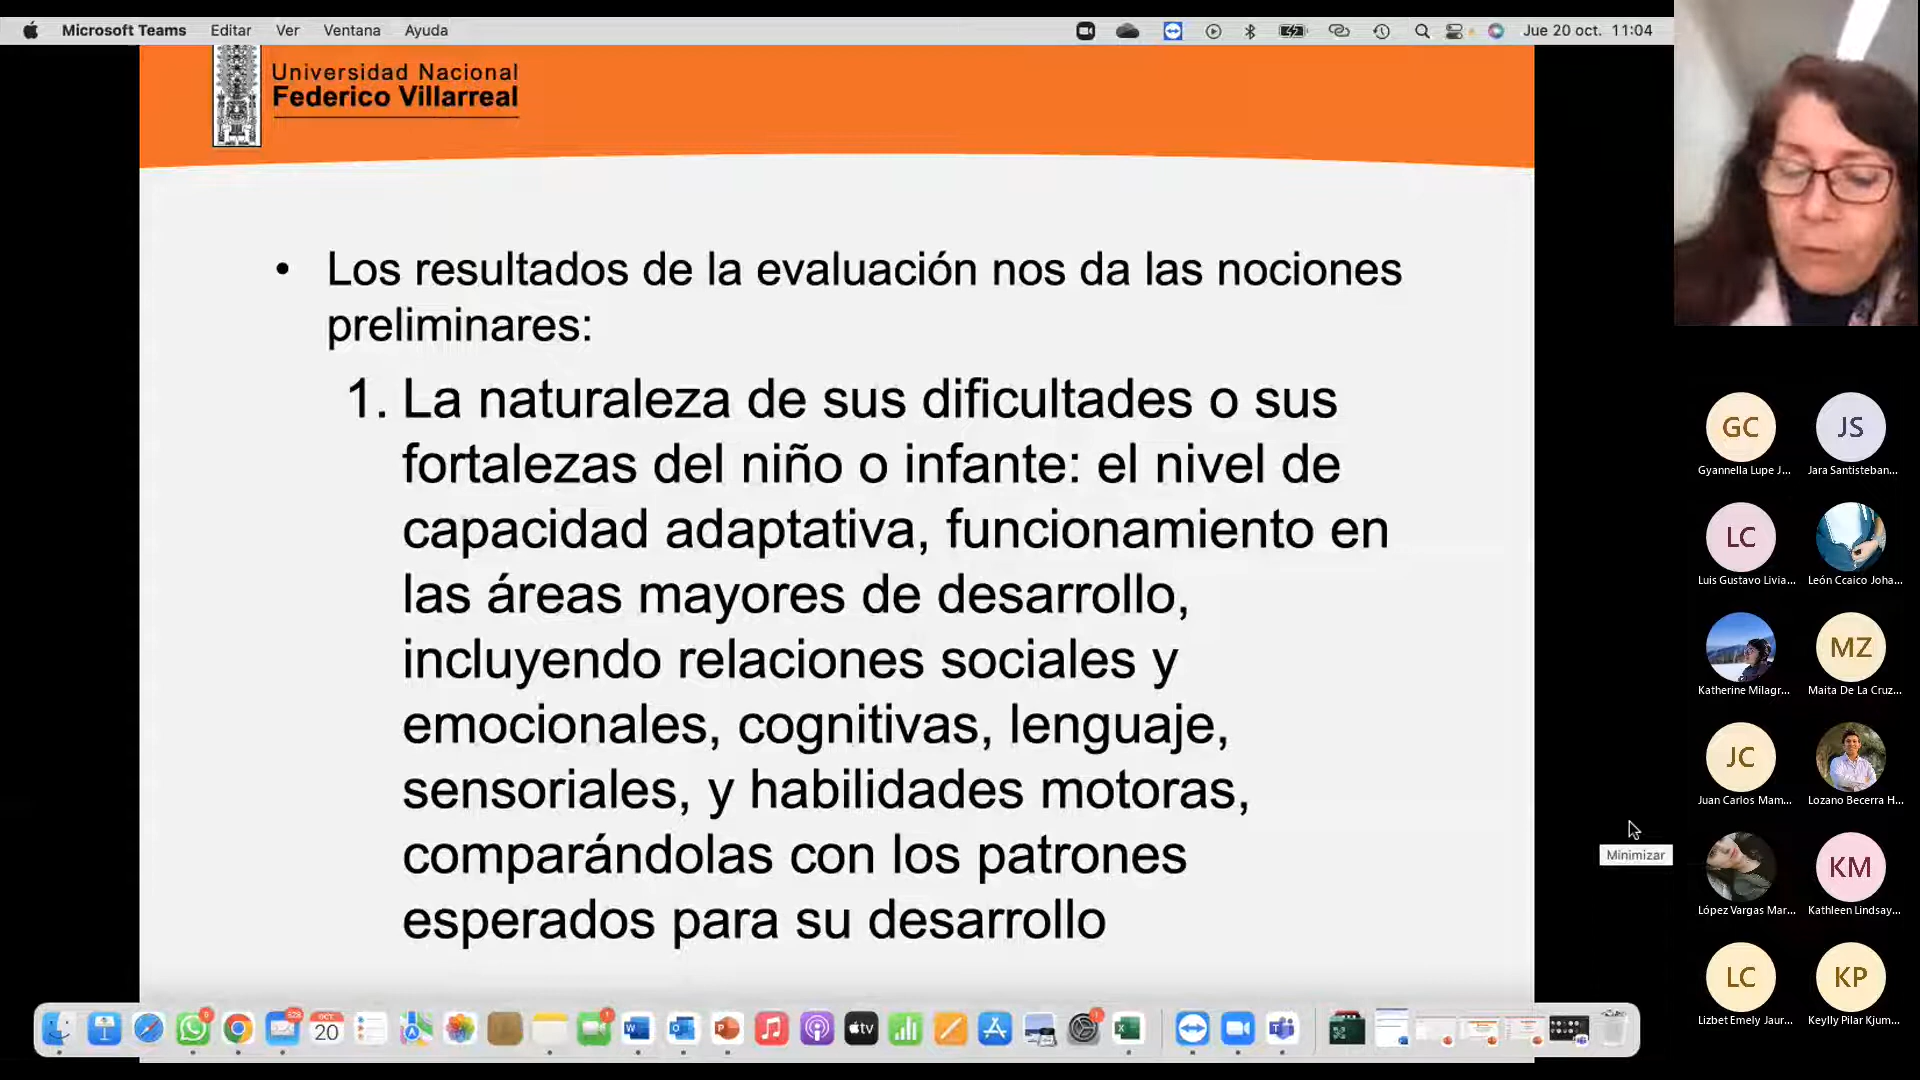 Microsoft Teams Editar Ver Ventana Ayuda Jue 20 oct. 11:04
Universidad Nacional
Federico Villarreal
• Los resultados de la evaluación nos da las nociones
preliminares:
1. La naturaleza de sus dificultades o sus
fortalezas del niño o infante: el nivel de
capacidad adaptativa, funcionamiento en
las áreas mayores de desarrollo,
incluyendo relaciones sociales y
emocionales, cognitivas, lenguaje,
sensoriales, y habilidades motoras,
comparándolas con los patrones
esperados para su desarrollo
Minimizar
GC JS
Gyannella Lupe J... Jara Santisteban...
LC
Luis Gustavo Livia... León Ccaico Joha...
MZ
Katherine Milagr... Maita De La Cruz...
JC
Juan Carlos Mam... Lozano Becerra H...
KM
López Vargas Mar... Kathleen Lindsay...
LC KP
Lizbet Emely Jaur... Keylly Pilar Kjum...
OCT
20
tv